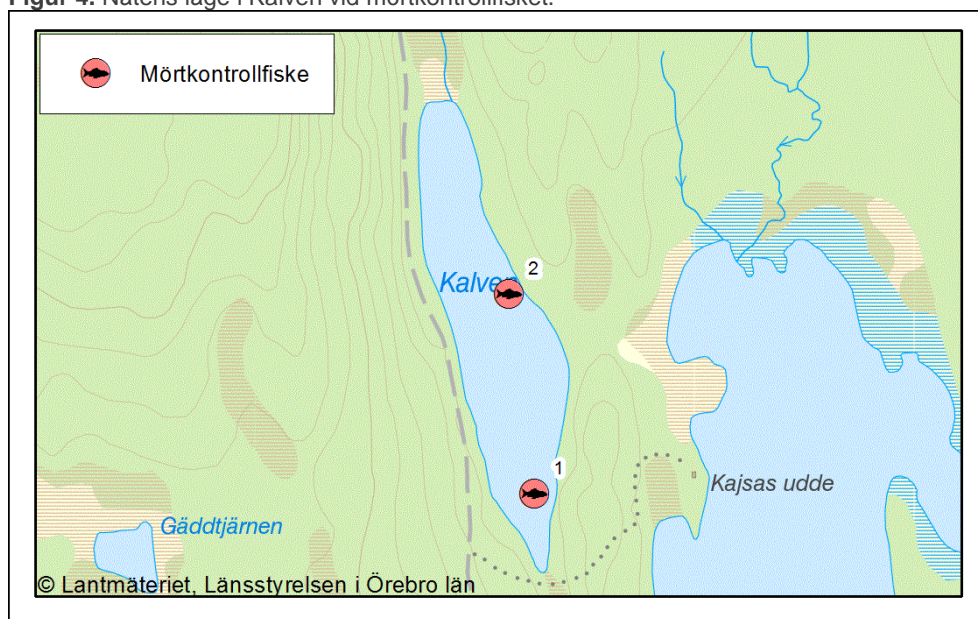 Figur 4. Nätens läge i Kalven vid mörtkontrollfisket.
Mörtkontrollfiske
2
Kalven
1
Kajsas udde
Gäddtjärnen
© Lantmäteriet, Länsstyrelsen i Örebro län